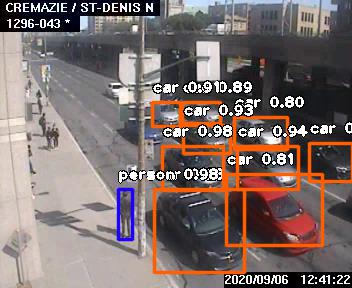 CREMAZIE / ST-DENIS N
1296-043 *
car 0.91 0.89
car 0.93
car 0.80
car 0.98
car 0.94
car 0
car 0.81
person 0.98
2020/09/06 12:41:22